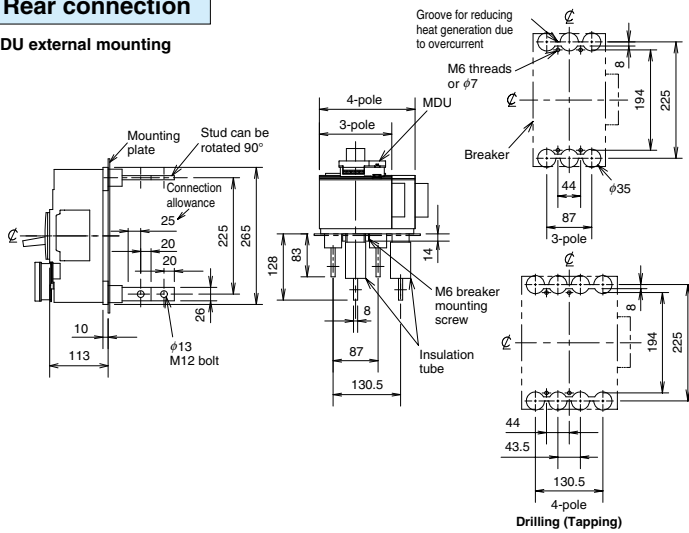 Rear connection
DU external mounting
Mounting
plate
Stud can be
rotated 90°
Connection
allowance
25
20
20
225
265
26
℄
10
113
φ13
M12 bolt
4-pole
3-pole
MDU
128
83
14
8
87
130.5
M6 breaker
mounting
screw
Insulation
tube
Groove for reducing
heat generation due
to overcurrent
M6 threads
or φ7
℄
℄
Breaker
8
194
225
φ35
44
87
3-pole
℄
℄
8
194
225
44
43.5
130.5
4-pole
Drilling (Tapping)